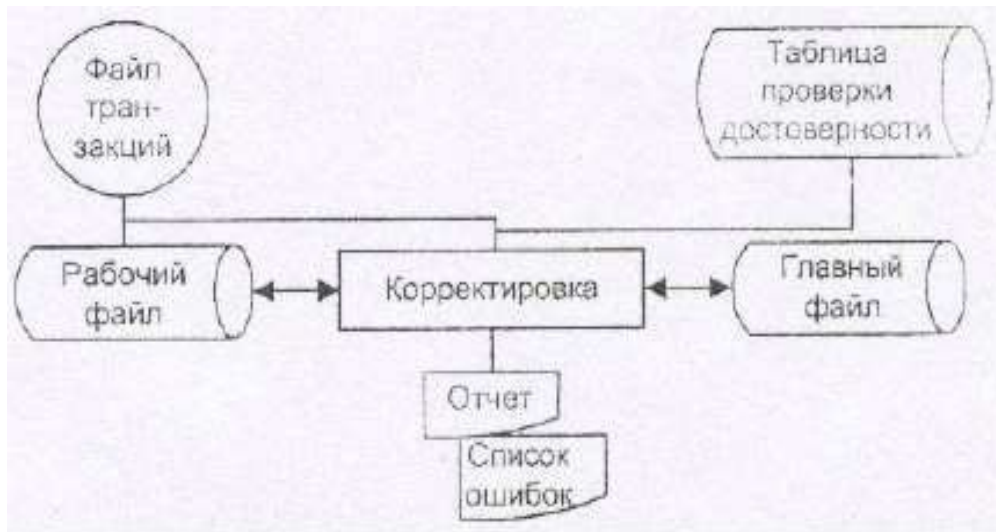 Файл
тран-
закций
Таблица
проверки
достоверности
Рабочий
файл
Корректировка
Главный
файл
Отчет
Список
ошибок